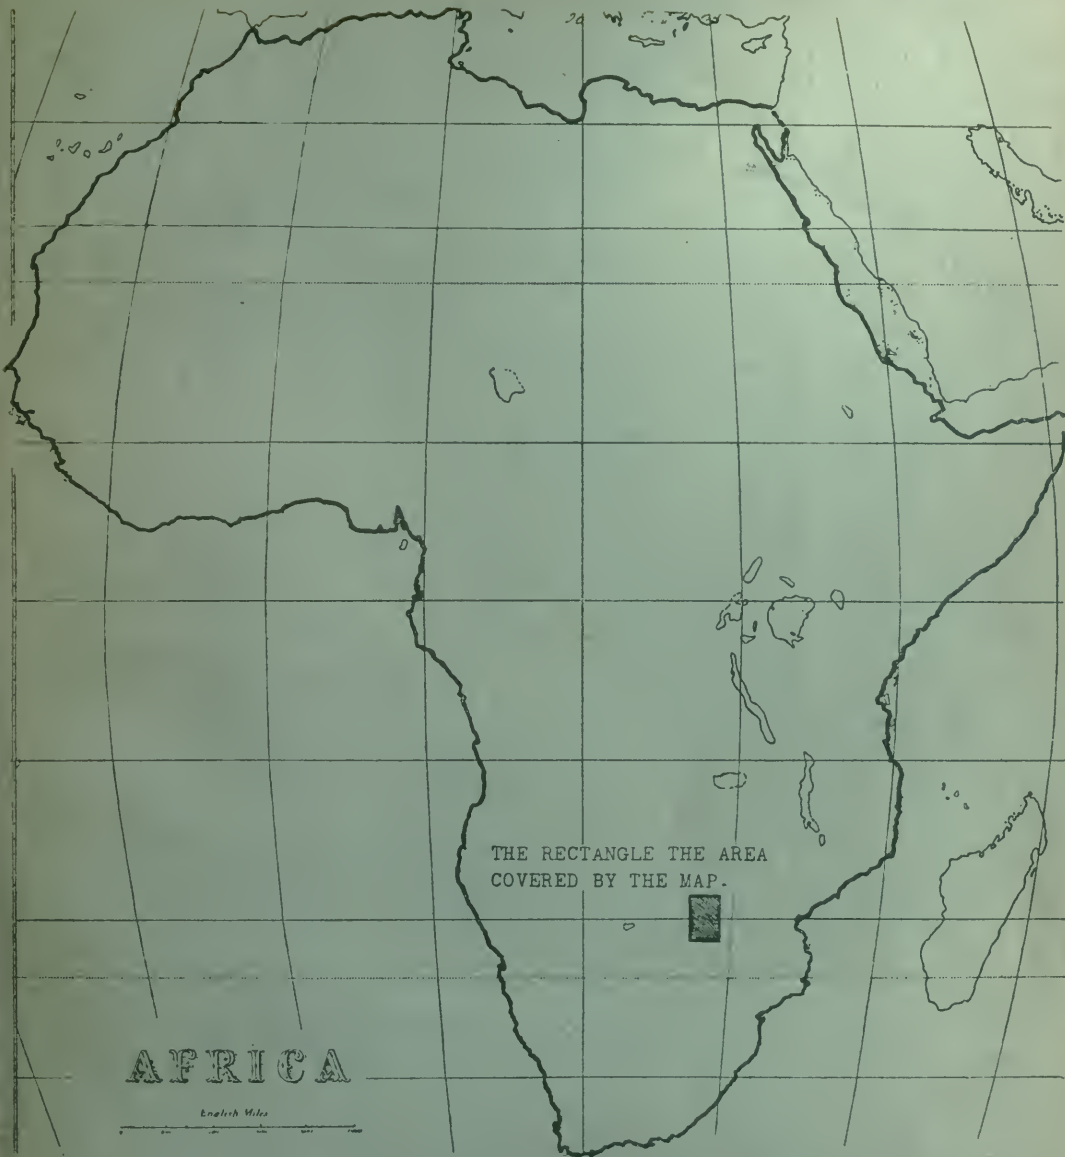 THE RECTANGLE THE AREA
COVERED BY THE MAP.
AFRICA
English Miles